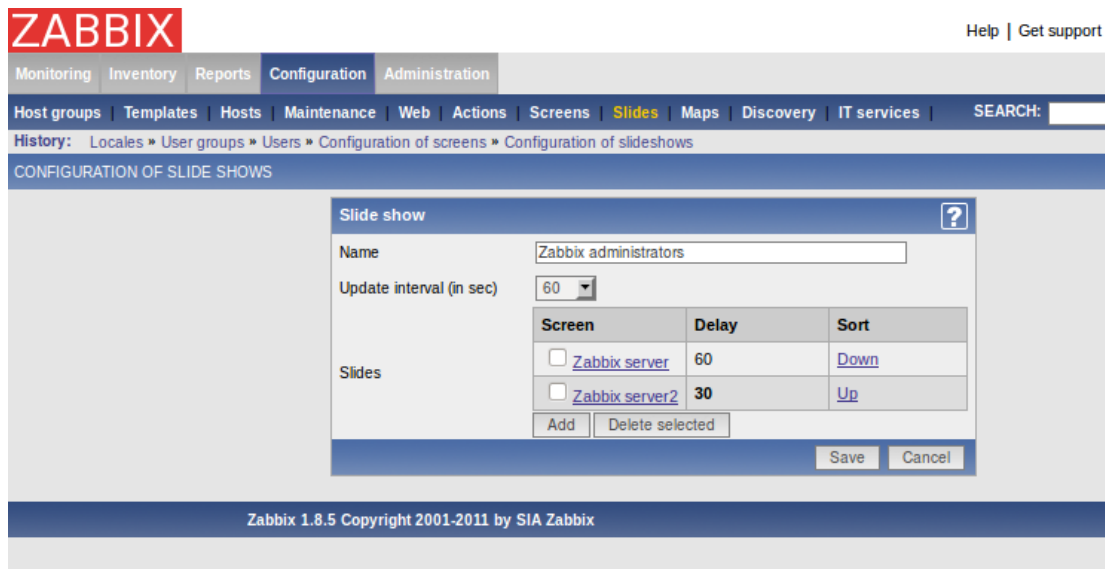 ZABBIX
Help | Get support
Monitoring Inventory Reports Configuration Administration
Host groups | Templates | Hosts | Maintenance | Web | Actions | Screens | Slides | Maps | Discovery | IT services | SEARCH:
History: Locales » User groups » Users » Configuration of screens » Configuration of slideshows
CONFIGURATION OF SLIDE SHOWS
Slide show ?
Name Zabbix administrators
Update interval (in sec) 60
Slides
Screen Delay Sort
Zabbix server 60 Down
Zabbix server2 30 Up
Add Delete selected
Save Cancel
Zabbix 1.8.5 Copyright 2001-2011 by SIA Zabbix